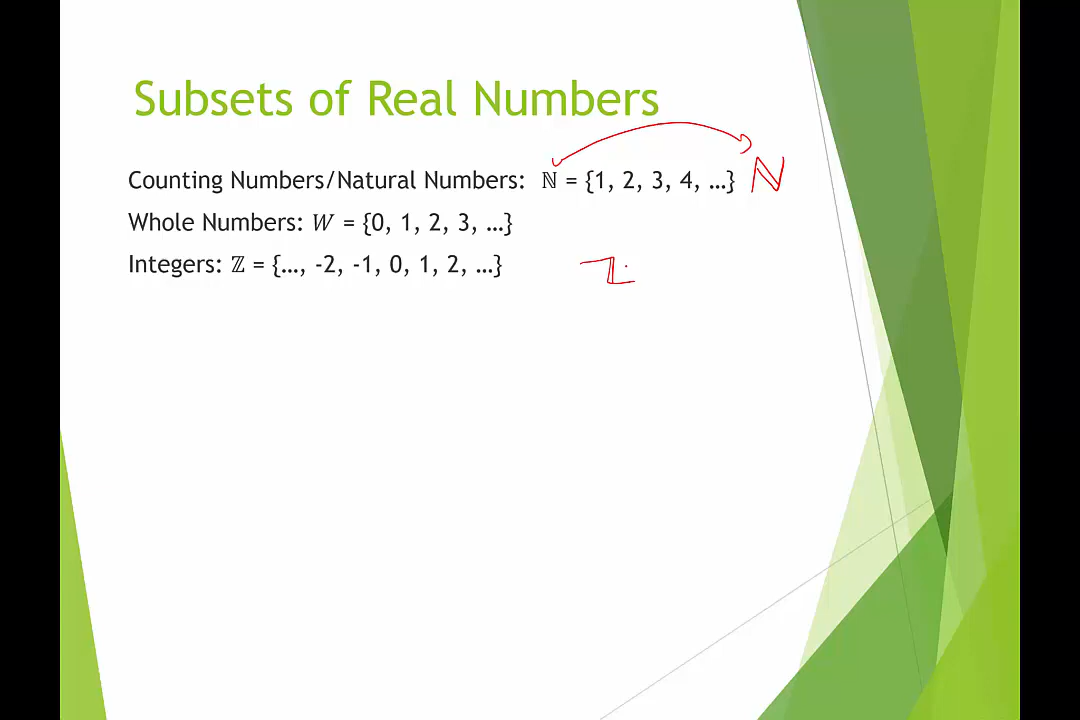 Subsets of Real Numbers
Counting Numbers/Natural Numbers: ℕ = {1, 2, 3, 4, …} ℕ
Whole Numbers: 𝑊 = {0, 1, 2, 3, …}
Integers: ℤ = {…, -2, -1, 0, 1, 2, …} ℤ